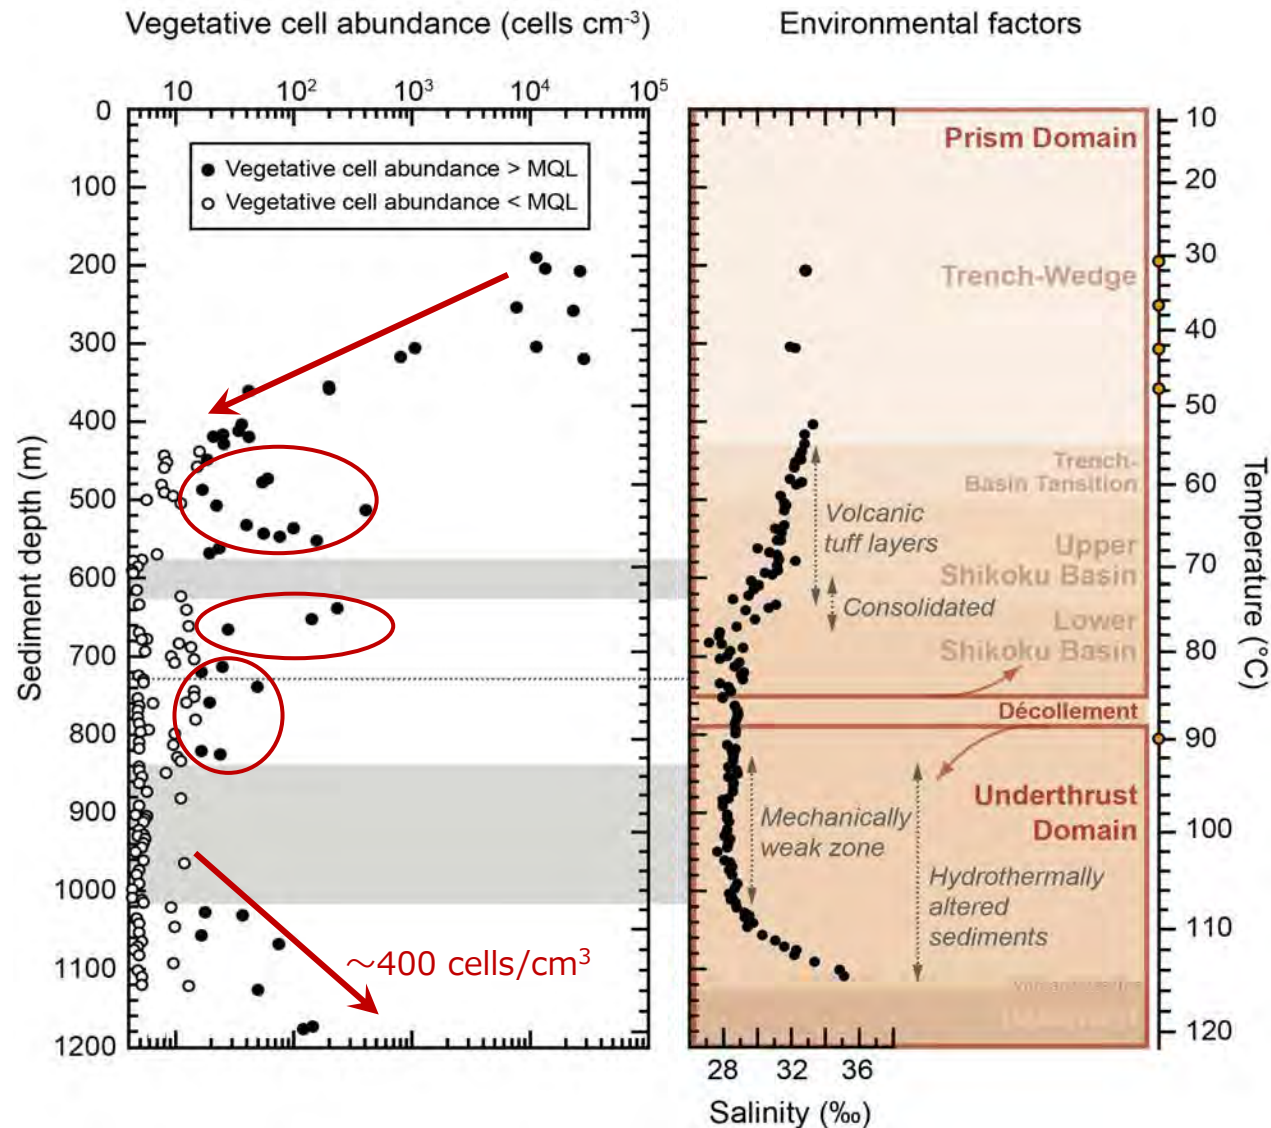 Vegetative cell abundance (cells cm-3)
Environmental factors
10 10² 10³ 10⁴ 10⁵
Vegetative cell abundance > MQL
Vegetative cell abundance < MQL
0
100
200
300
400
500
600
700
800
900
1000
1100
1200
Sediment depth (m)
~400 cells/cm³
Prism Domain
Trench-Wedge
Trench-
Basin Tansition
Volcanic
tuff layers
Upper
Shikoku Basin
Consolidated
Lower
Shikoku Basin
Décollement
Underthrust
Domain
Mechanically
weak zone
Hydrothermally
altered
sediments
10
20
30
40
50
60
70
80
90
100
110
120
Temperature (°C)
28 32 36
Salinity (‰)